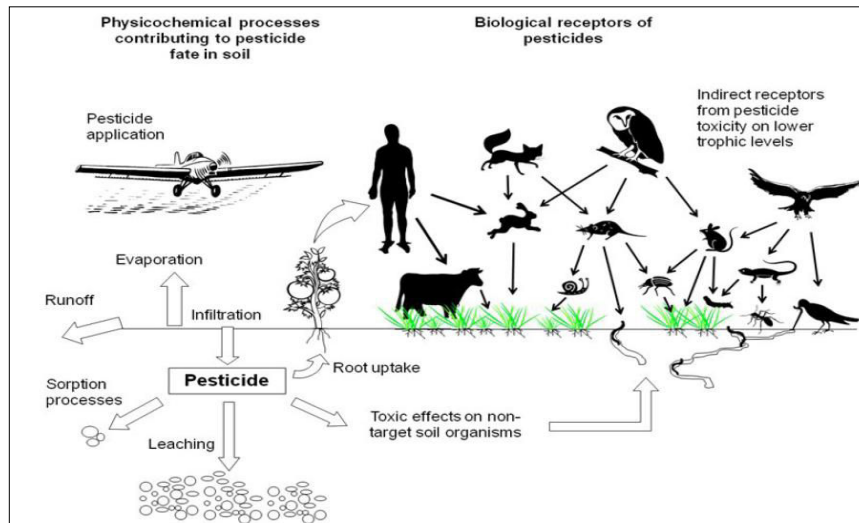 Physicochemical processes
contributing to pesticide
fate in soil
Biological receptors of
pesticides
Pesticide
application
Indirect receptors
from pesticide
toxicity on lower
trophic levels
Evaporation
Runoff
Infiltration
Root uptake
Pesticide
Sorption
processes
Leaching
Toxic effects on non-
target soil organisms